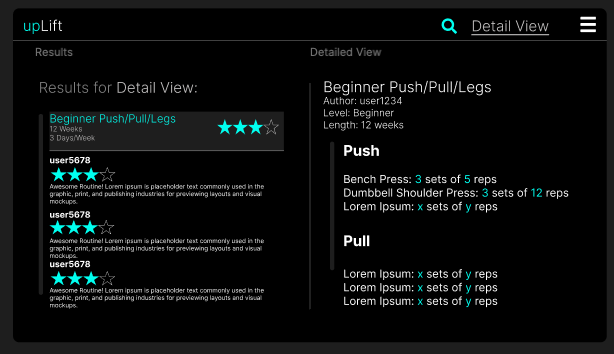 upLift
Detail View
Results
Detailed View
Results for Detail View:
Beginner Push/Pull/Legs
12 Weeks
3 Days/Week
user5678
Awesome Routine! Lorem ipsum is placeholder text commonly used in the
graphic, print, and publishing industries for previewing layouts and visual
mockups.
user5678
Awesome Routine! Lorem ipsum is placeholder text commonly used in the
graphic, print, and publishing industries for previewing layouts and visual
mockups.
user5678
Awesome Routine! Lorem ipsum is placeholder text commonly used in the
graphic, print, and publishing industries for previewing layouts and visual
mockups.
Beginner Push/Pull/Legs
Author: user1234
Level: Beginner
Length: 12 weeks
Push
Bench Press: 3 sets of 5 reps
Dumbbell Shoulder Press: 3 sets of 12 reps
Lorem Ipsum: x sets of y reps
Pull
Lorem Ipsum: x sets of y reps
Lorem Ipsum: x sets of y reps
Lorem Ipsum: x sets of y reps